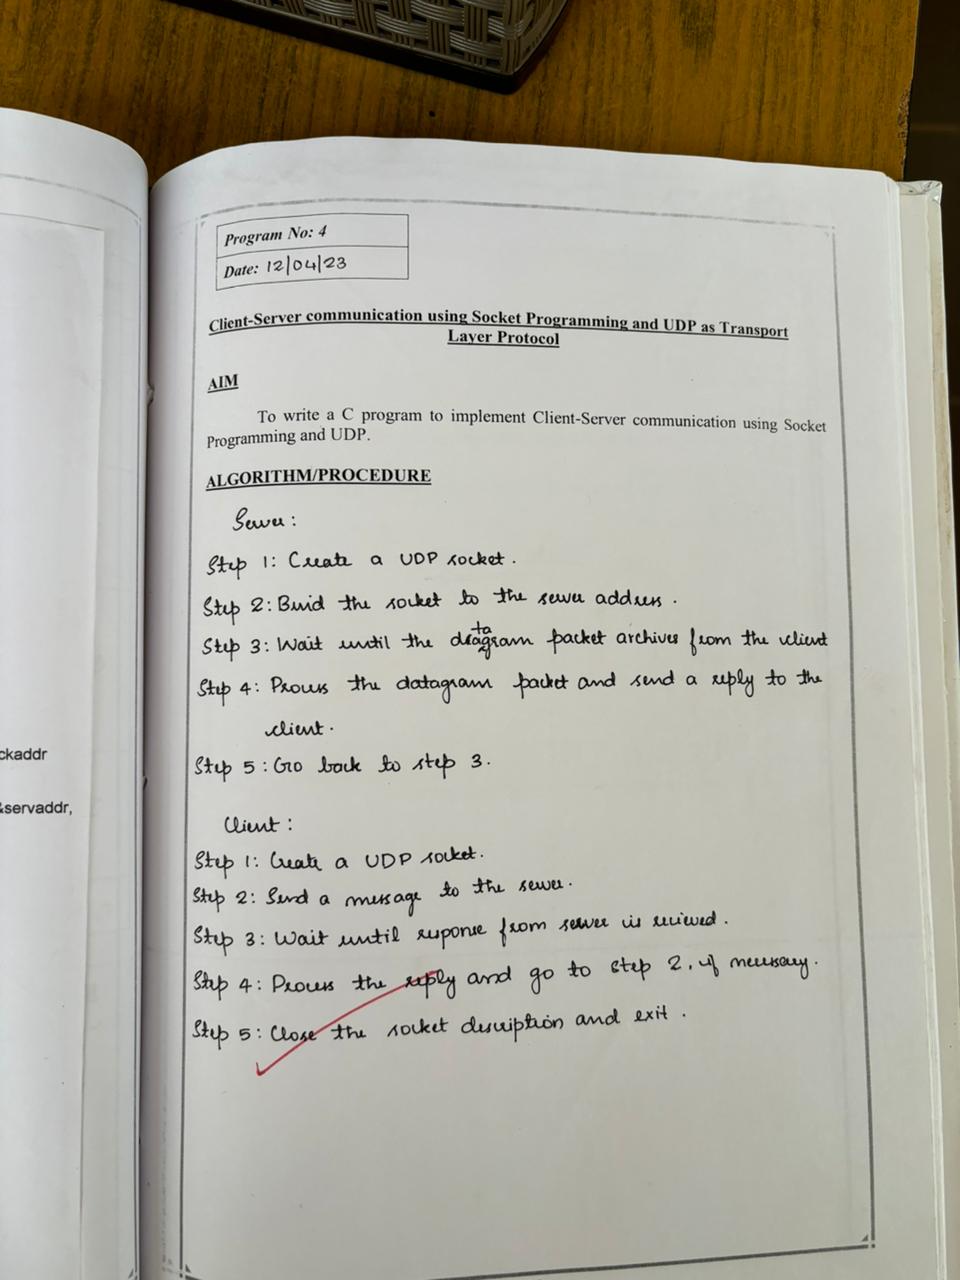 ckaddr
&servaddr,
Program No: 4
Date: 12/04/23
Client-Server communication using Socket Programming and UDP as Transport
Layer Protocol
AIM
To write a C program to implement Client-Server communication using Socket
Programming and UDP.
ALGORITHM/PROCEDURE
Server:
Step 1: Create a UDP socket.
Step 2: Bind the socket to the server address.
Step 3: Wait until the datagram packet archives from the client
Step 4: Process the datagram packet and send a reply to the
client.
Step 5: Go back to step 3.
Client:
Step 1: Create a UDP socket.
Step 2: Send a message to the server.
Step 3: Wait until response from server is recieved.
Step 4: Process the reply and go to step 2, if necessary.
Step 5: Close the socket description and exit.